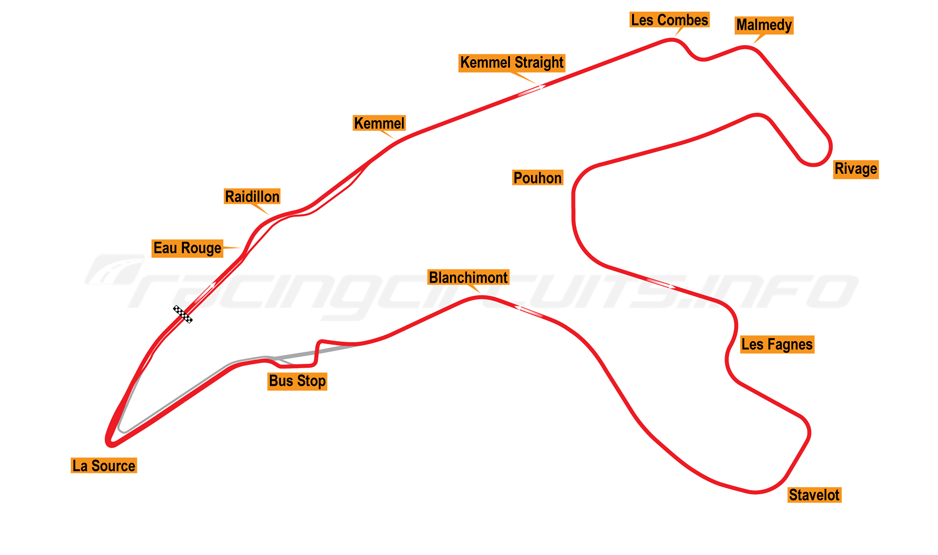 Les Combes
Malmedy
Kemmel Straight
Kemmel
Rivage
Pouhon
Raidillon
Eau Rouge
Blanchimont
racingcircuits.info
Les Fagnes
Bus Stop
La Source
Stavelot